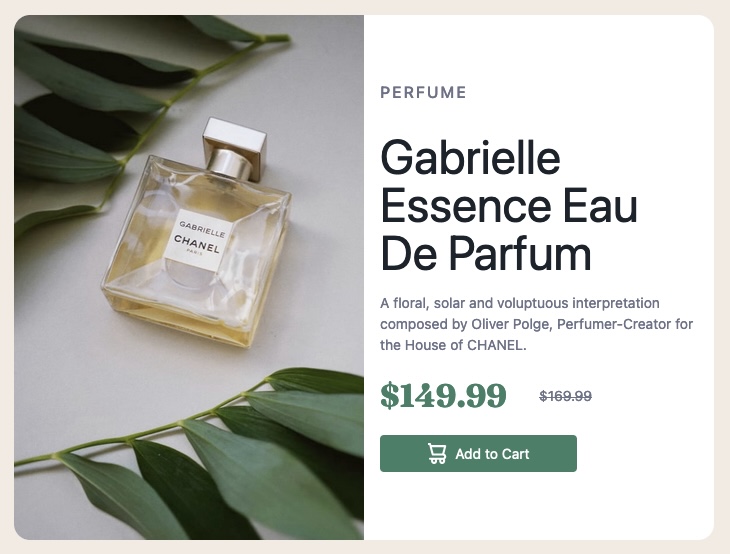 GABRIELLE
CHANEL
PARIS
PERFUME
Gabrielle
Essence Eau
De Parfum
A floral, solar and voluptuous interpretation
composed by Oliver Polge, Perfumer-Creator for
the House of CHANEL.
$149.99 $169.99
Add to Cart